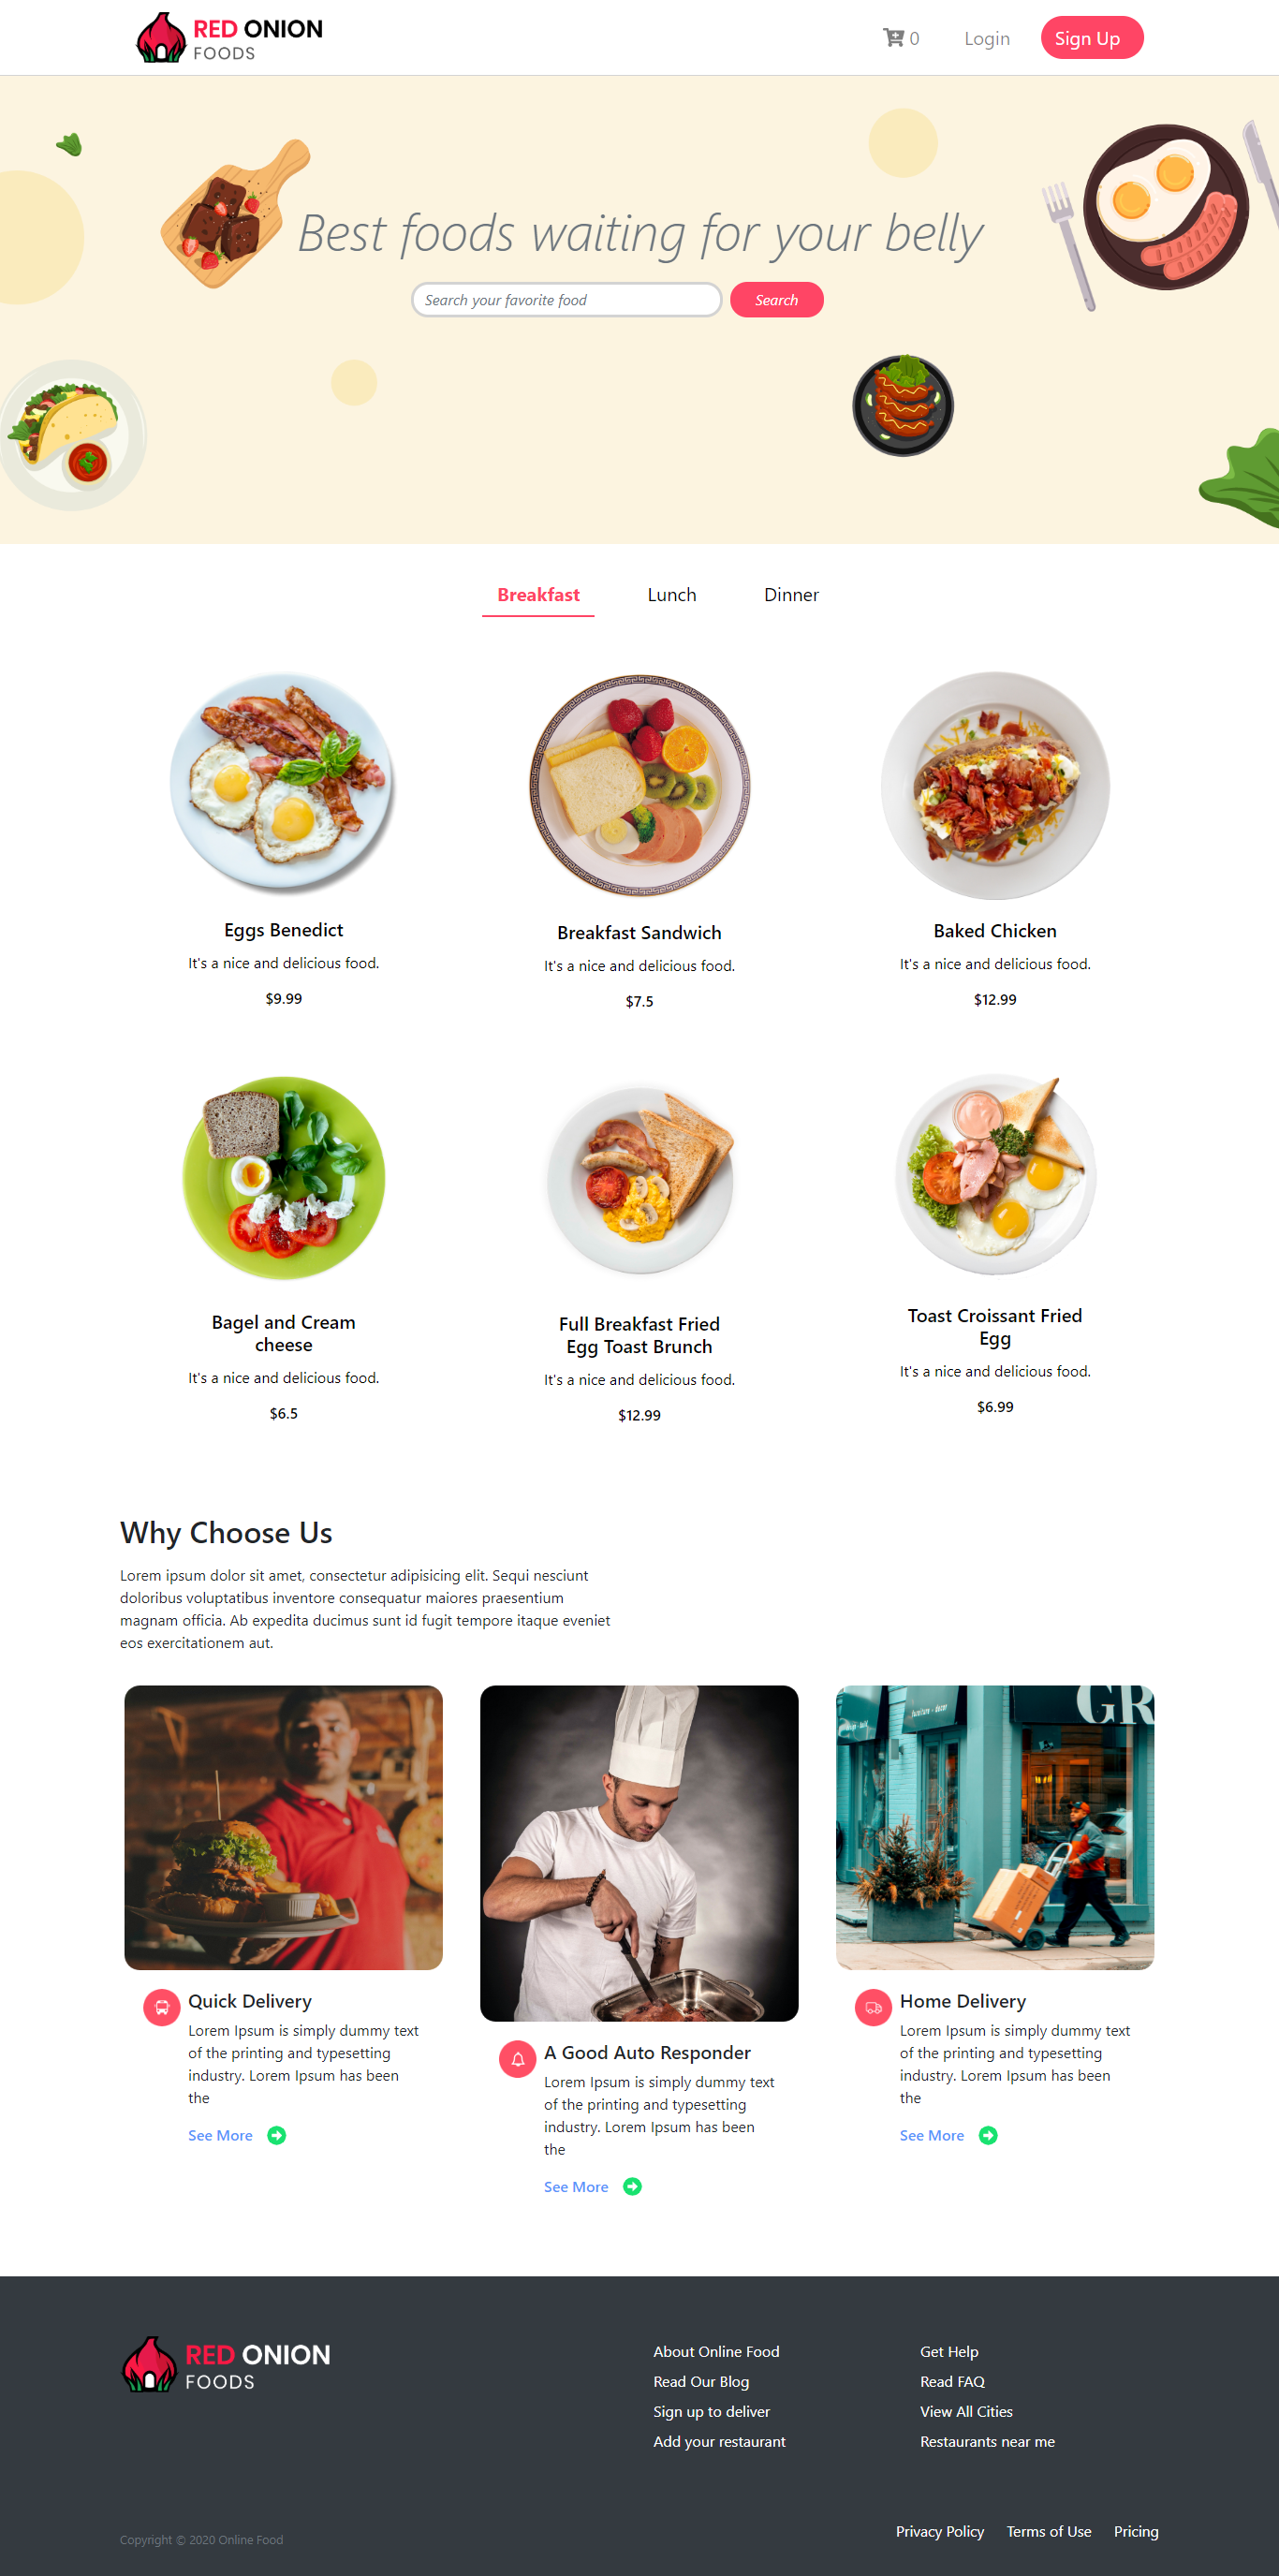 RED ONION
FOODS
0
Login
Sign Up
Best foods waiting for your belly
Search your favorite food
Search
Breakfast
Lunch
Dinner
Eggs Benedict
It's a nice and delicious food.
$9.99
Breakfast Sandwich
It's a nice and delicious food.
$7.5
Baked Chicken
It's a nice and delicious food.
$12.99
Bagel and Cream
cheese
It's a nice and delicious food.
$6.5
Full Breakfast Fried
Egg Toast Brunch
It's a nice and delicious food.
$12.99
Toast Croissant Fried
Egg
It's a nice and delicious food.
$6.99
Why Choose Us
Lorem ipsum dolor sit amet, consectetur adipisicing elit. Sequi nesciunt
doloribus voluptatibus inventore consequatur maiores praesentium
magnam officia. Ab expedita ducimus sunt id fugit tempore itaque eveniet
eos exercitationem aut.
furniture - decor
GR
Quick Delivery
Lorem Ipsum is simply dummy text
of the printing and typesetting
industry. Lorem Ipsum has been
the
See More
A Good Auto Responder
Lorem Ipsum is simply dummy text
of the printing and typesetting
industry. Lorem Ipsum has been
the
See More
Home Delivery
Lorem Ipsum is simply dummy text
of the printing and typesetting
industry. Lorem Ipsum has been
the
See More
RED ONION
FOODS
About Online Food
Read Our Blog
Sign up to deliver
Add your restaurant
Get Help
Read FAQ
View All Cities
Restaurants near me
Copyright © 2020 Online Food
Privacy Policy
Terms of Use
Pricing